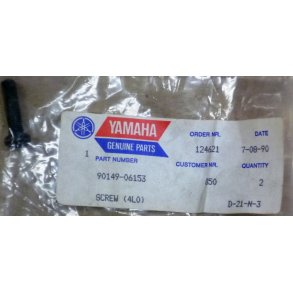 YAMAHA ORDER NR. DATE
GENUINE PARTS 124621 7-08-90
1 PART NUMBER CUSTOMER NR. QUANTITY
90149-06153 850 2
SCREW (4L0) D-21-N-3